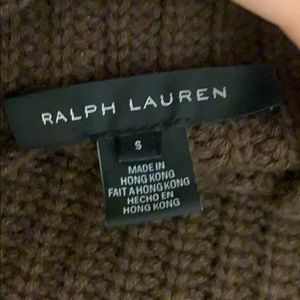 RALPH LAUREN
S
MADE IN
HONG KONG
FAIT A HONG KONG
HECHO EN
HONG KONG